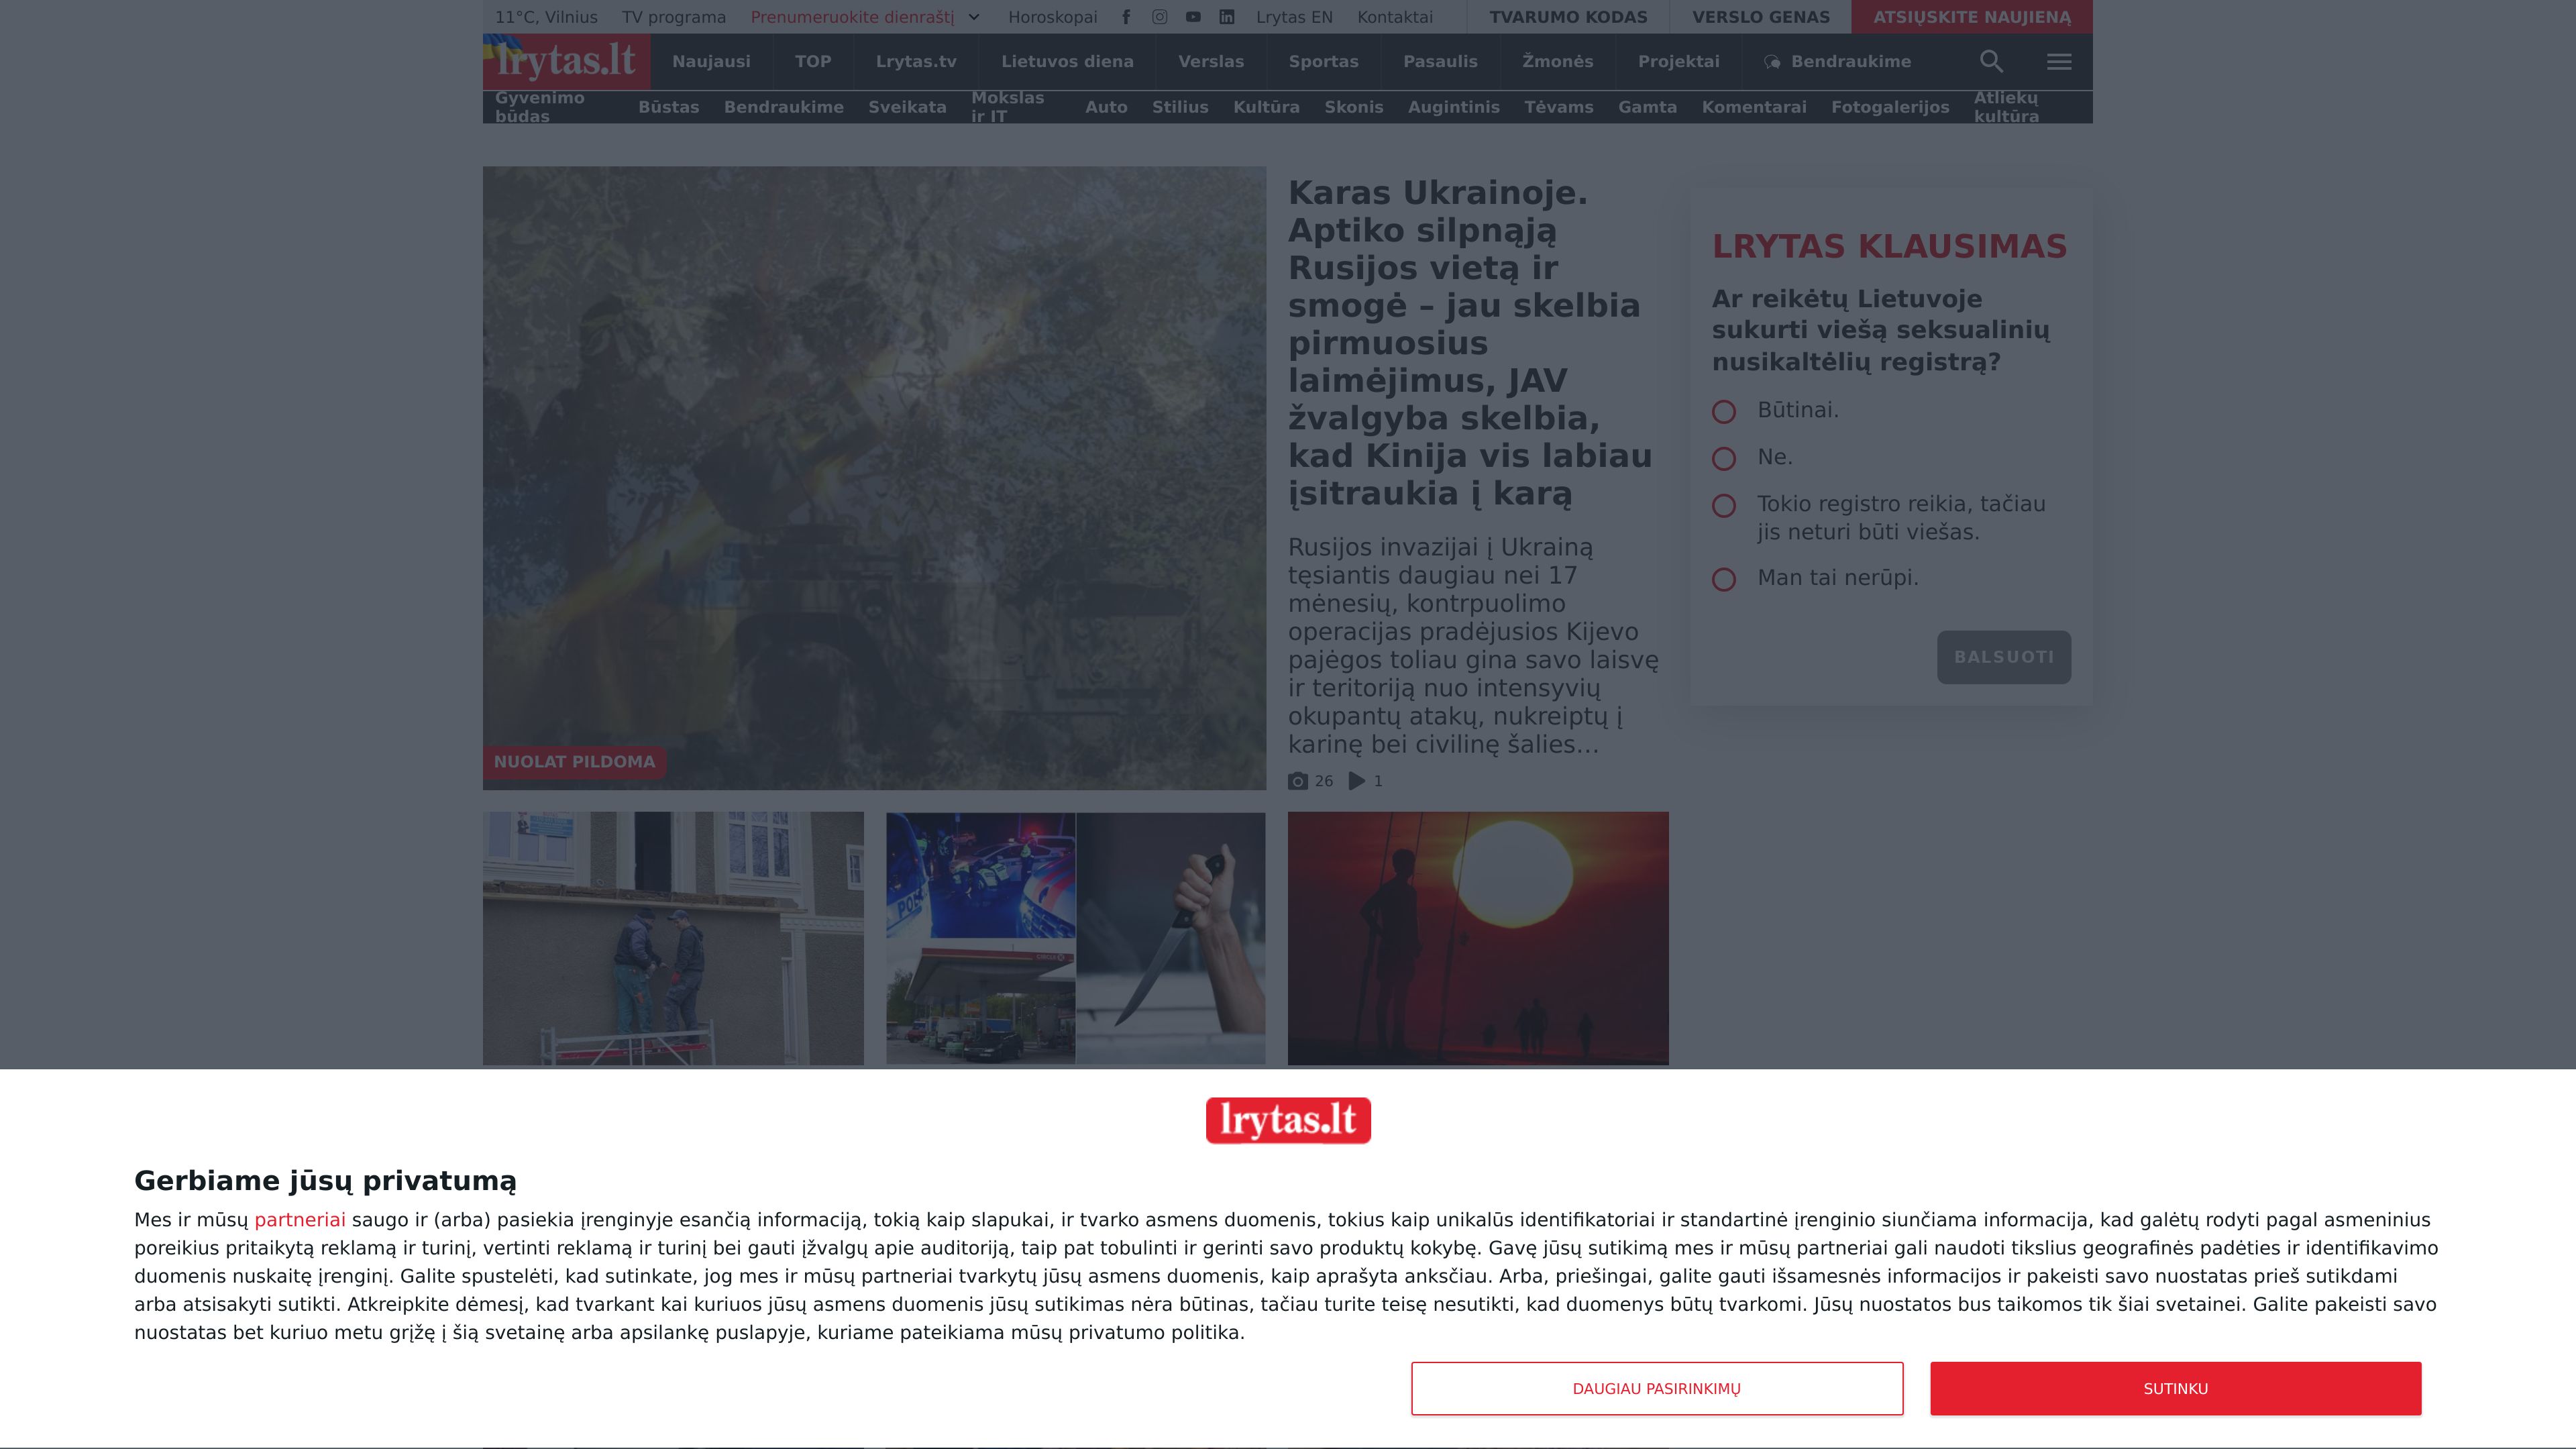 11°C, Vilnius TV programa Prenumeruokite dienraštį Horoskopai Lrytas EN Kontaktai TVARUMO KODAS VERSLO GENAS ATSIŲSKITE NAUJIENĄ
lrytas.lt Naujausi TOP Lrytas.tv Lietuvos diena Verslas Sportas Pasaulis Žmonės Projektai Bendraukime
Gyvenimo būdas Būstas Bendraukime Sveikata Mokslas ir IT Auto Stilius Kultūra Skonis Augintinis Tėvams Gamta Komentarai Fotogalerijos Atliekų kultūra
NUOLAT PILDOMA
Karas Ukrainoje.
Aptiko silpnąją
Rusijos vietą ir
smogė – jau skelbia
pirmuosius
laimėjimus, JAV
žvalgyba skelbia,
kad Kinija vis labiau
įsitraukia į karą
Rusijos invazijai į Ukrainą
tęsiantis daugiau nei 17
mėnesių, kontrpuolimo
operacijas pradėjusios Kijevo
pajėgos toliau gina savo laisvę
ir teritoriją nuo intensyvių
okupantų atakų, nukreiptų į
karinę bei civilinę šalies...
26 1
LRYTAS KLAUSIMAS
Ar reikėtų Lietuvoje
sukurti viešą seksualinių
nusikaltėlių registrą?
Būtinai.
Ne.
Tokio registro reikia, tačiau
jis neturi būti viešas.
Man tai nerūpi.
BALSUOTI
lrytas.lt
Gerbiame jūsų privatumą
Mes ir mūsų partneriai saugo ir (arba) pasiekia įrenginyje esančią informaciją, tokią kaip slapukai, ir tvarko asmens duomenis, tokius kaip unikalūs identifikatoriai ir standartinė įrenginio siunčiama informacija, kad galėtų rodyti pagal asmeninius
poreikius pritaikytą reklamą ir turinį, vertinti reklamą ir turinį bei gauti įžvalgų apie auditoriją, taip pat tobulinti ir gerinti savo produktų kokybę. Gavę jūsų sutikimą mes ir mūsų partneriai gali naudoti tikslius geografinės padėties ir identifikavimo
duomenis nuskaitę įrenginį. Galite spustelėti, kad sutinkate, jog mes ir mūsų partneriai tvarkytų jūsų asmens duomenis, kaip aprašyta anksčiau. Arba, priešingai, galite gauti išsamesnės informacijos ir pakeisti savo nuostatas prieš sutikdami
arba atsisakyti sutikti. Atkreipkite dėmesį, kad tvarkant kai kuriuos jūsų asmens duomenis jūsų sutikimas nėra būtinas, tačiau turite teisę nesutikti, kad duomenys būtų tvarkomi. Jūsų nuostatos bus taikomos tik šiai svetainei. Galite pakeisti savo
nuostatas bet kuriuo metu grįžę į šią svetainę arba apsilankę puslapyje, kuriame pateikiama mūsų privatumo politika.
DAUGIAU PASIRINKIMŲ SUTINKU